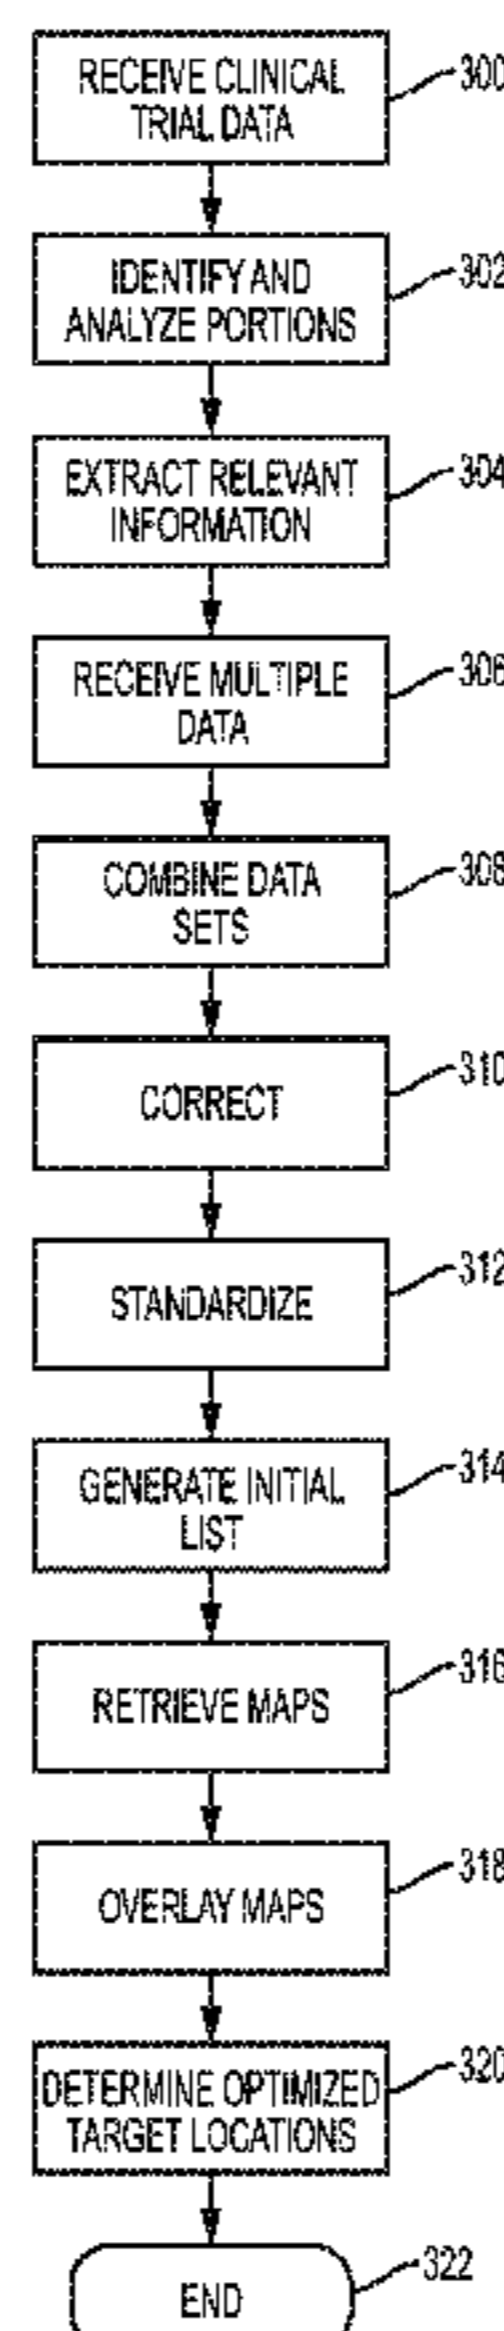 RECEIVE CLINICAL
TRIAL DATA
300
IDENTIFY AND
ANALYZE PORTIONS
302
EXTRACT RELEVANT
INFORMATION
304
RECEIVE MULTIPLE
DATA
306
COMBINE DATA
SETS
308
CORRECT
310
STANDARDIZE
312
GENERATE INITIAL
LIST
314
RETRIEVE MAPS
316
OVERLAY MAPS
318
DETERMINE OPTIMIZED
TARGET LOCATIONS
320
END
322